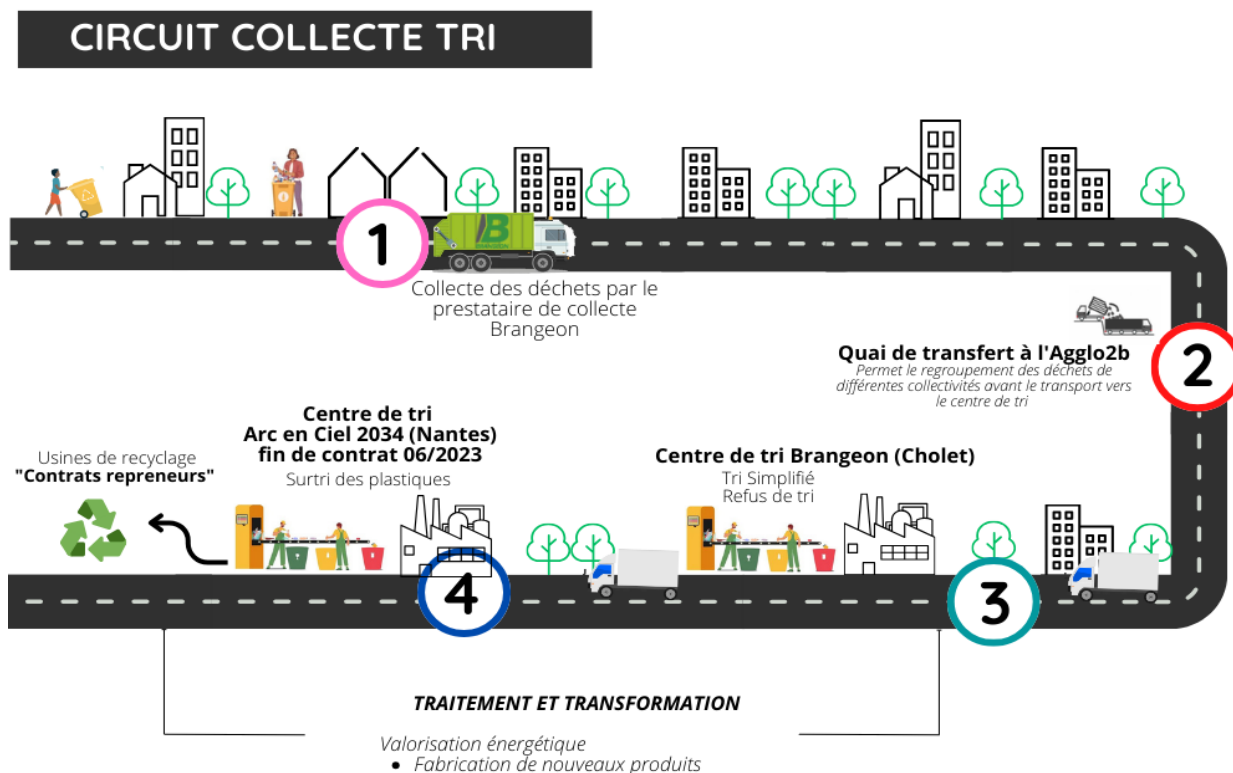 CIRCUIT COLLECTE TRI
1
B
BRANGEON
Collecte des déchets par le
prestataire de collecte
Brangeon
2
Quai de transfert à l'Agglo2b
Permet le regroupement des déchets de
différentes collectivités avant le transport vers
le centre de tri
3
Centre de tri Brangeon (Cholet)
Tri Simplifié
Refus de tri
4
Centre de tri
Arc en Ciel 2034 (Nantes)
fin de contrat 06/2023
Surtri des plastiques
Usines de recyclage
"Contrats repreneurs"
TRAITEMENT ET TRANSFORMATION
Valorisation énergétique
• Fabrication de nouveaux produits